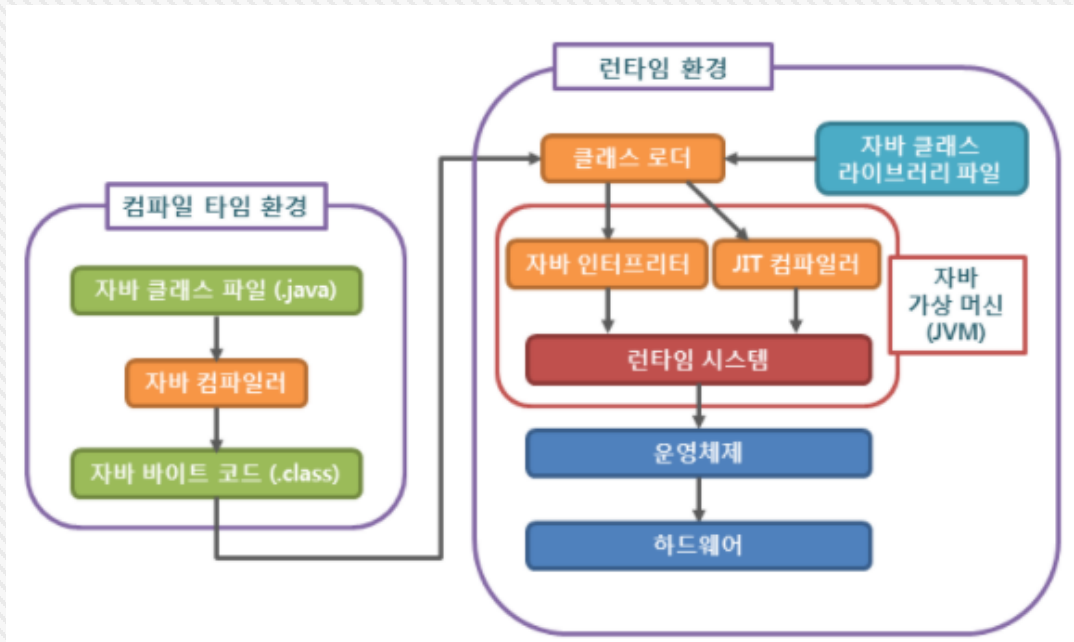 컴파일 타임 환경
자바 클래스 파일 (.java)
자바 컴파일러
자바 바이트 코드 (.class)
런타임 환경
클래스 로더
자바 클래스
라이브러리 파일
자바 인터프리터
JIT 컴파일러
자바
가상 머신
(JVM)
런타임 시스템
운영체제
하드웨어